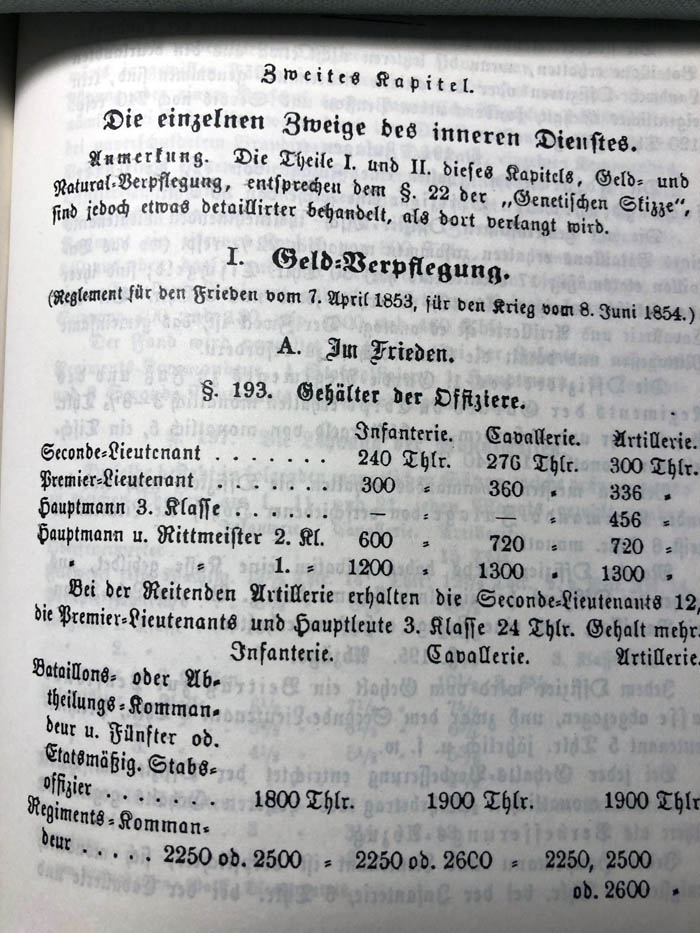 Zweites Kapitel.
Die einzelnen Zweige des inneren Dienstes.
Anmerkung. Die Theile I. und II. dieses Kapitels, Geld- und
Natural-Verpflegung, entsprechen dem §. 22 der „Genetischen Skizze“,
sind jedoch etwas detaillirter behandelt, als dort verlangt wird.
I. Geld-Verpflegung.
(Reglement für den Frieden vom 7. April 1853, für den Krieg vom 8. Juni 1854.)
A. Im Frieden.
§. 193. Gehälter der Offiziere.
Infanterie. Cavallerie. Artillerie.
Seconde-Lieutenant . . . . . . . 240 Thlr. 276 Thlr. 300 Thlr.
Premier-Lieutenant . . . . . . . 300 „ 360 „ 336 „
Hauptmann 3. Klasse . . . . . — „ — „ 456 „
Hauptmann u. Rittmeister 2. Kl. 600 „ 720 „ 720 „
„ „ 1. „ 1200 „ 1300 „ 1300 „
Bei der Reitenden Artillerie erhalten die Seconde-Lieutenants 12,
die Premier-Lieutenants und Hauptleute 3. Klasse 24 Thlr. Gehalt mehr.
Infanterie. Cavallerie. Artillerie.
Bataillons- oder Ab-
theilungs-Komman-
deur u. Fünfter od.
Etatsmäßig. Stabs-
offizier . . . . . . . 1800 Thlr. 1900 Thlr. 1900 Thlr.
Regiments-Komman-
deur . . . . . 2250 od. 2500 „ 2250 od. 2600 „ 2250, 2500
od. 2600 „